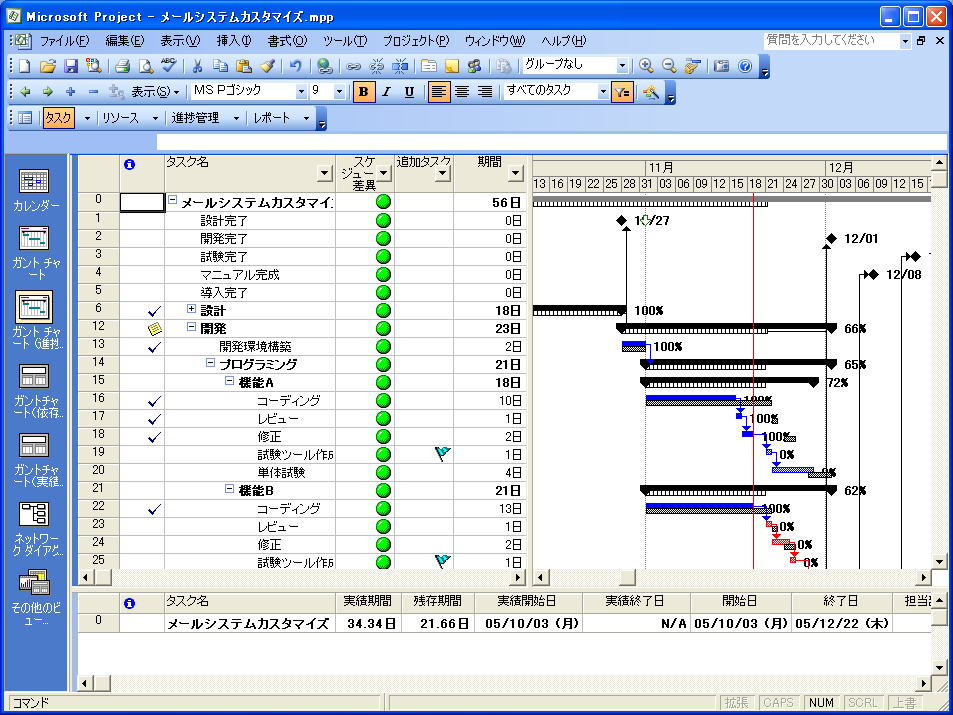 Microsoft Project - メールシステムカスタマイズ.mpp
ファイル(F) 編集(E) 表示(V) 挿入(I) 書式(O) ツール(T) プロジェクト(P) ウィンドウ(W) ヘルプ(H) 質問を入力してください
グループなし
表示(S) MS Pゴシック 9 B I U すべてのタスク
タスク リソース 進捗管理 レポート
カレンダー
ガント チャート
ガント チャート (進捗..
ガントチャート(依存..
ガントチャート(実績..
ネットワーク ダイアグ..
その他のビュー...
タスク名 スケジュール差異 追加タスク 期間
11月 12月
13 16 19 22 25 28 31 03 06 09 12 15 18 21 24 27 30 03 06 09 12 15
0 メールシステムカスタマイズ 56日
1 設計完了 0日 10/27
2 開発完了 0日 12/01
3 試験完了 0日
4 マニュアル完成 0日 12/08
5 導入完了 0日
6 設計 18日 100%
12 開発 23日 66%
13 開発環境構築 2日 100%
14 プログラミング 21日 65%
15 機能A 18日 72%
16 コーディング 10日 100%
17 レビュー 1日 100%
18 修正 2日 100%
19 試験ツール作成 1日 0%
20 単体試験 4日 0%
21 機能B 21日 62%
22 コーディング 13日 100%
23 レビュー 1日 0%
24 修正 2日 0%
25 試験ツール作成 1日 0%
タスク名 実績期間 残存期間 実績開始日 実績終了日 開始日 終了日 担当
0 メールシステムカスタマイズ 34.34日 21.66日 05/10/03 (月) N/A 05/10/03 (月) 05/12/22 (木)
コマンド 拡張 CAPS NUM SCRL 上書